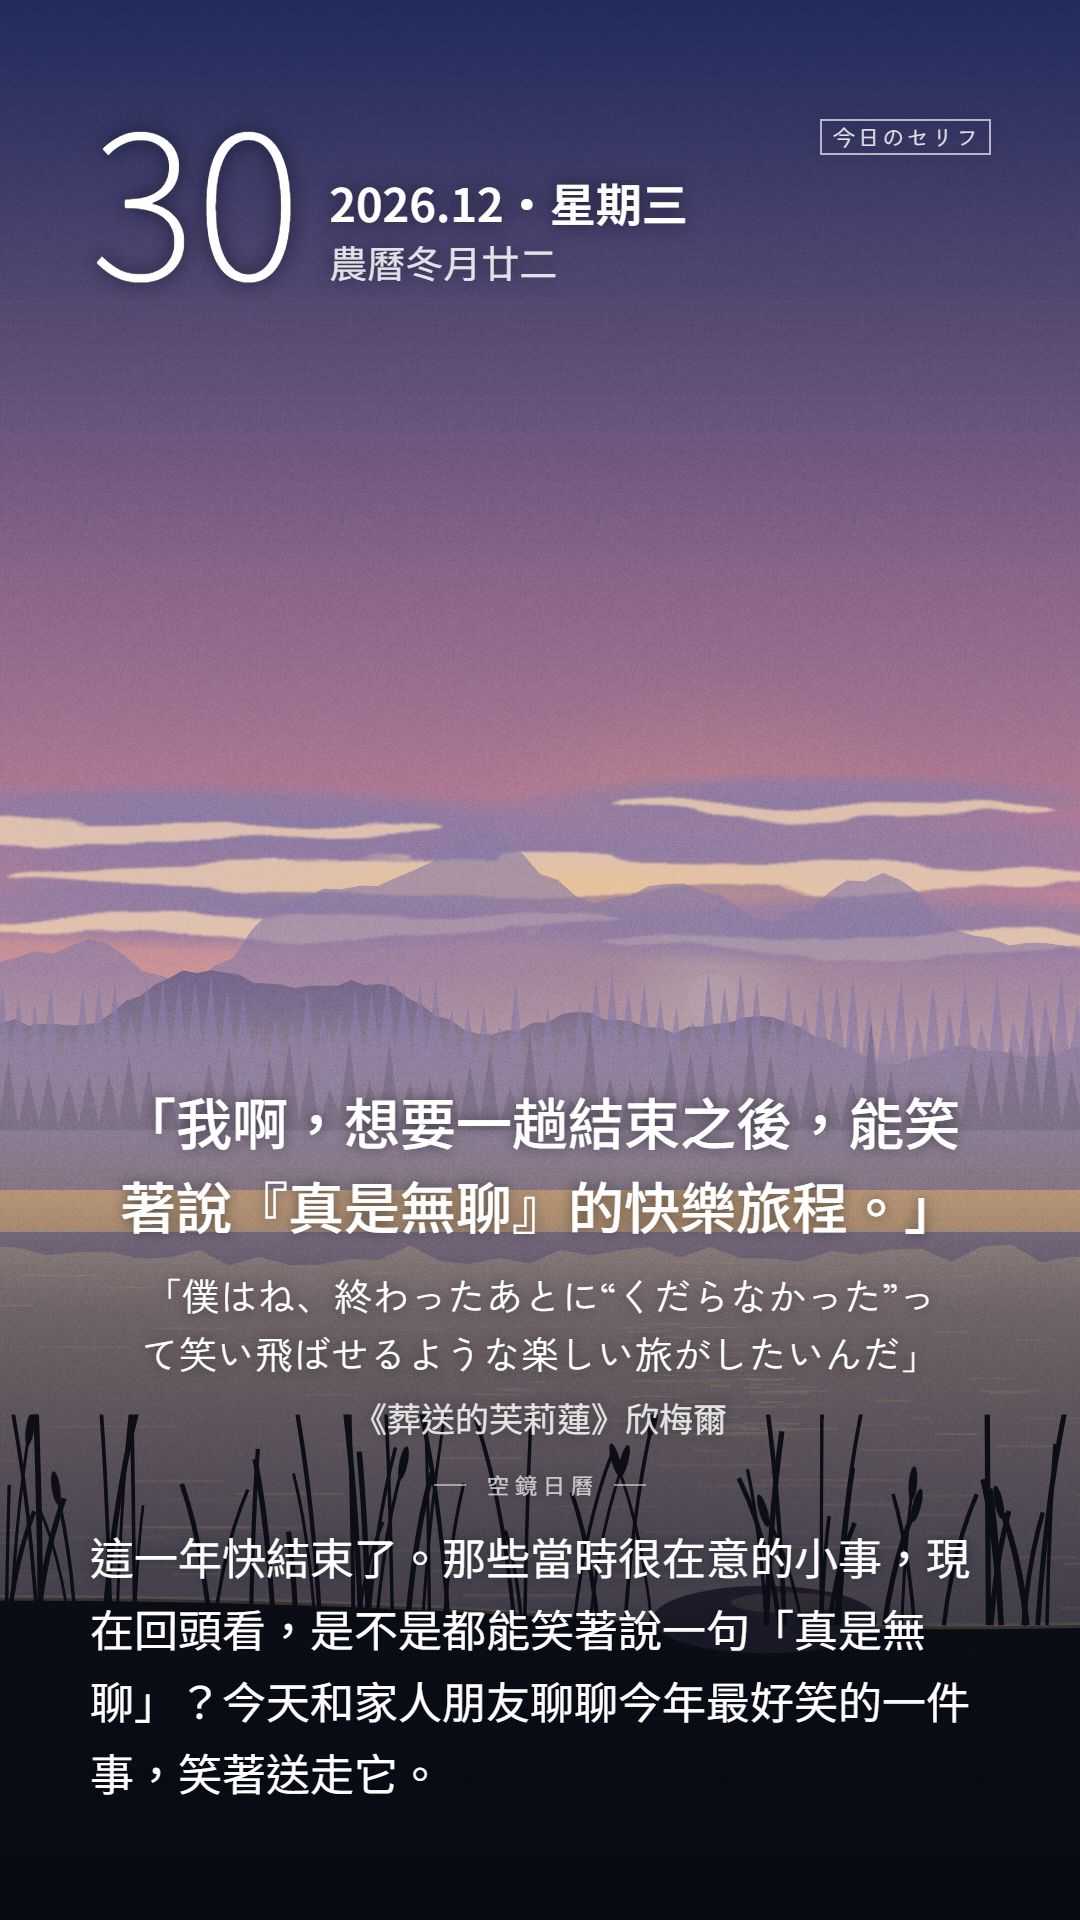 30
今日のセリフ
2026.12・星期三
農曆冬月廿二
「我啊，想要一趟結束之後，能笑
著說『真是無聊』的快樂旅程。」
「僕はね、終わったあとに“くだらなかった”っ
て笑い飛ばせるような楽しい旅がしたいんだ」
《葬送的芙莉蓮》欣梅爾
空鏡日曆
這一年快結束了。那些當時很在意的小事，現
在回頭看，是不是都能笑著說一句「真是無
聊」？今天和家人朋友聊聊今年最好笑的一件
事，笑著送走它。